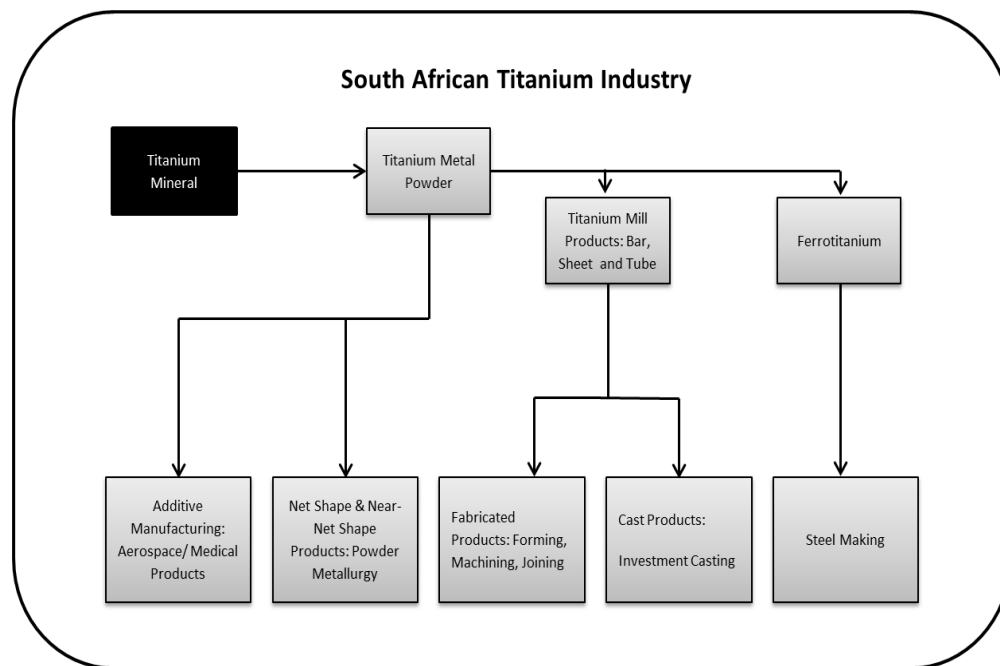 South African Titanium Industry
Titanium
Mineral
Titanium Metal
Powder
Titanium Mill
Products: Bar,
Sheet and Tube
Ferrotitanium
Additive
Manufacturing:
Aerospace/ Medical
Products
Net Shape & Near-
Net Shape
Products: Powder
Metallurgy
Fabricated
Products: Forming,
Machining, Joining
Cast Products:
Investment Casting
Steel Making